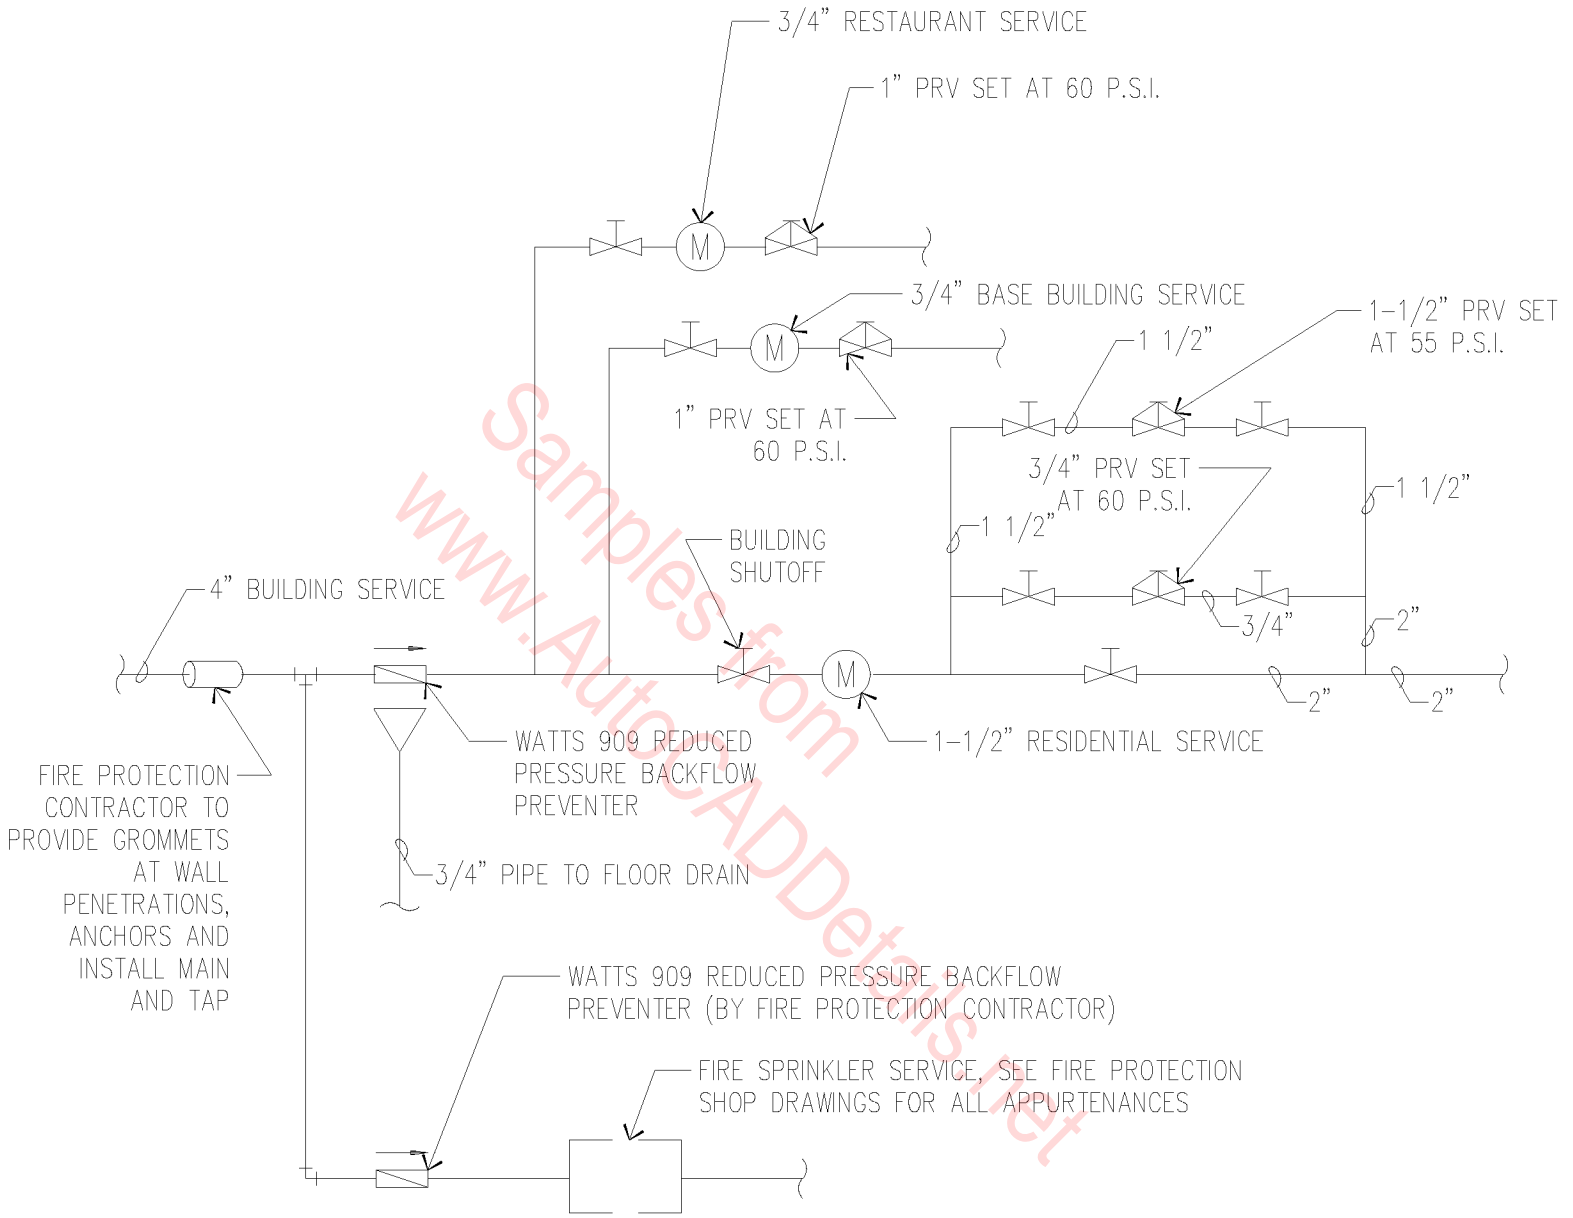 3/4" RESTAURANT SERVICE
1" PRV SET AT 60 P.S.I.
M
3/4" BASE BUILDING SERVICE
M
1" PRV SET AT
60 P.S.I.
1-1/2" PRV SET
AT 55 P.S.I.
1 1/2"
3/4" PRV SET
AT 60 P.S.I.
1 1/2"
1 1/2"
BUILDING
SHUTOFF
4" BUILDING SERVICE
3/4"
2"
M
2"
2"
WATTS 909 REDUCED
PRESSURE BACKFLOW
PREVENTER
1-1/2" RESIDENTIAL SERVICE
FIRE PROTECTION
CONTRACTOR TO
PROVIDE GROMMETS
AT WALL
PENETRATIONS,
ANCHORS AND
INSTALL MAIN
AND TAP
3/4" PIPE TO FLOOR DRAIN
WATTS 909 REDUCED PRESSURE BACKFLOW
PREVENTER (BY FIRE PROTECTION CONTRACTOR)
FIRE SPRINKLER SERVICE, SEE FIRE PROTECTION
SHOP DRAWINGS FOR ALL APPURTENANCES
Samples from
www.AutoCADDetails.net